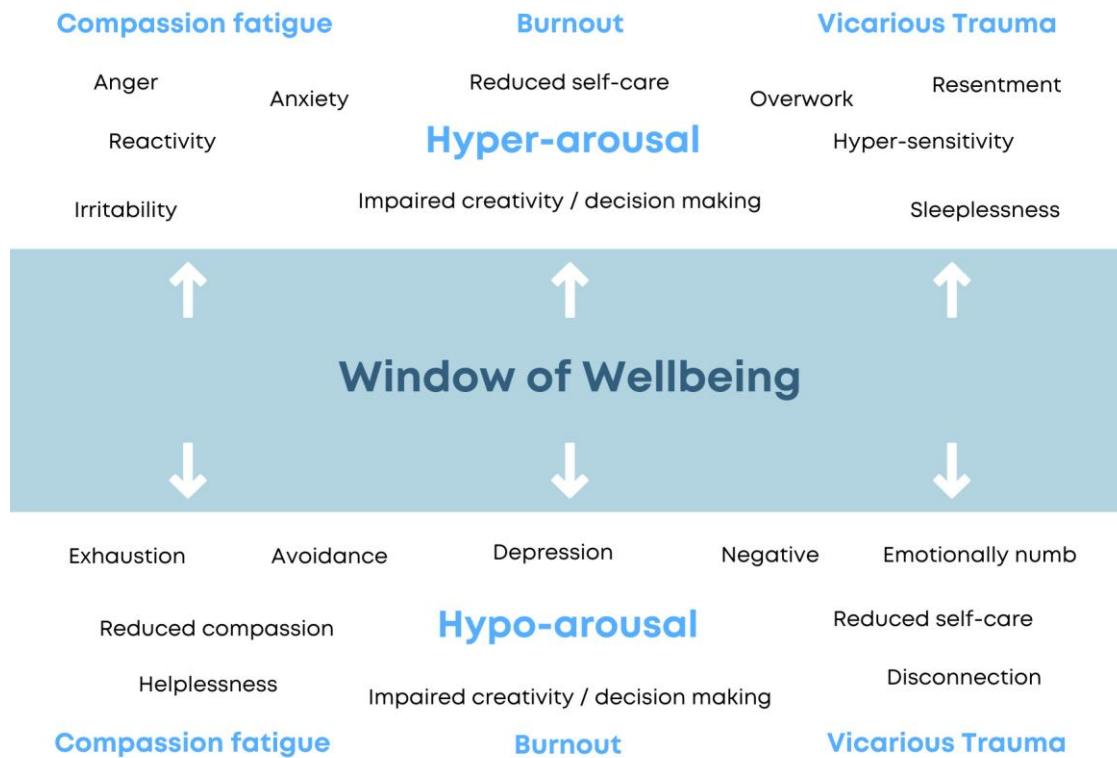 Compassion fatigue
Burnout
Vicarious Trauma
Anger
Anxiety
Reduced self-care
Overwork
Resentment
Reactivity
Hyper-arousal
Hyper-sensitivity
Irritability
Impaired creativity / decision making
Sleeplessness
Window of Wellbeing
Exhaustion
Avoidance
Depression
Negative
Emotionally numb
Reduced compassion
Hypo-arousal
Reduced self-care
Helplessness
Impaired creativity / decision making
Disconnection
Compassion fatigue
Burnout
Vicarious Trauma